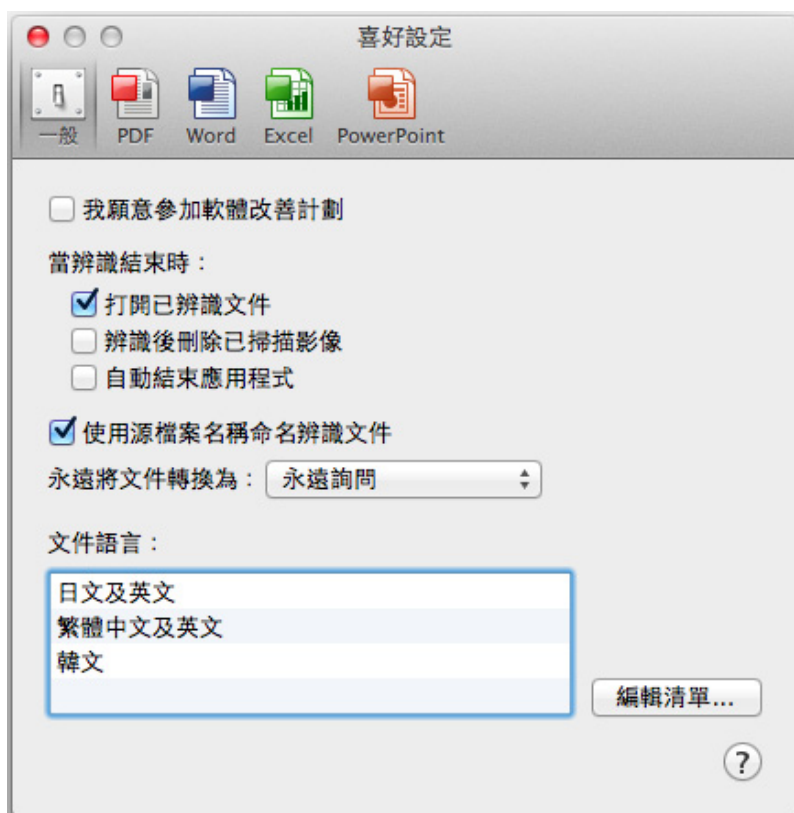 喜好設定
一般 PDF Word Excel PowerPoint
我願意參加軟體改善計劃
當辨識結束時：
打開已辨識文件
辨識後刪除已掃描影像
自動結束應用程式
使用源檔案名稱命名辨識文件
永遠將文件轉換為： 永遠詢問
文件語言：
日文及英文
繁體中文及英文
韓文
編輯清單...
?